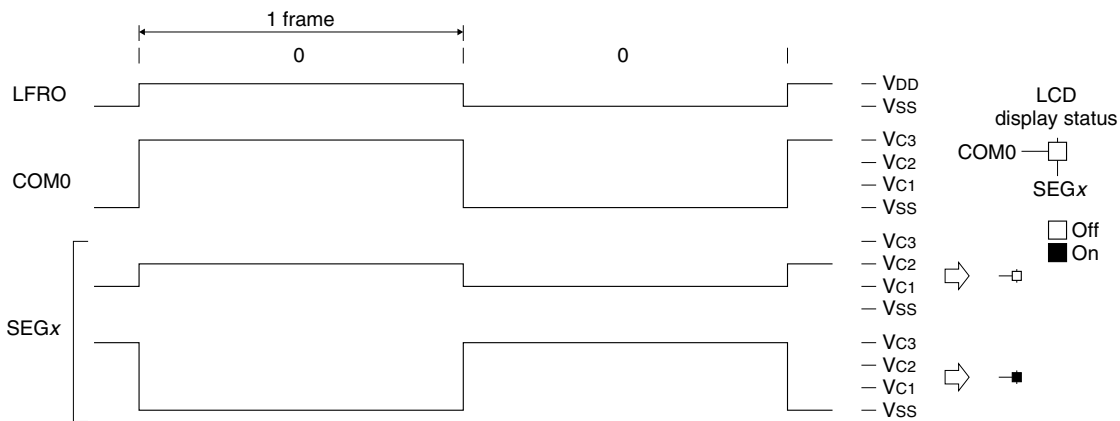 1 frame
0
0
LFRO
VDD
VSS
LCD
display status
COM0
VC3
VC2
VC1
VSS
COM0
SEGx
Off
On
SEGx
VC3
VC2
VC1
VSS
VC3
VC2
VC1
VSS